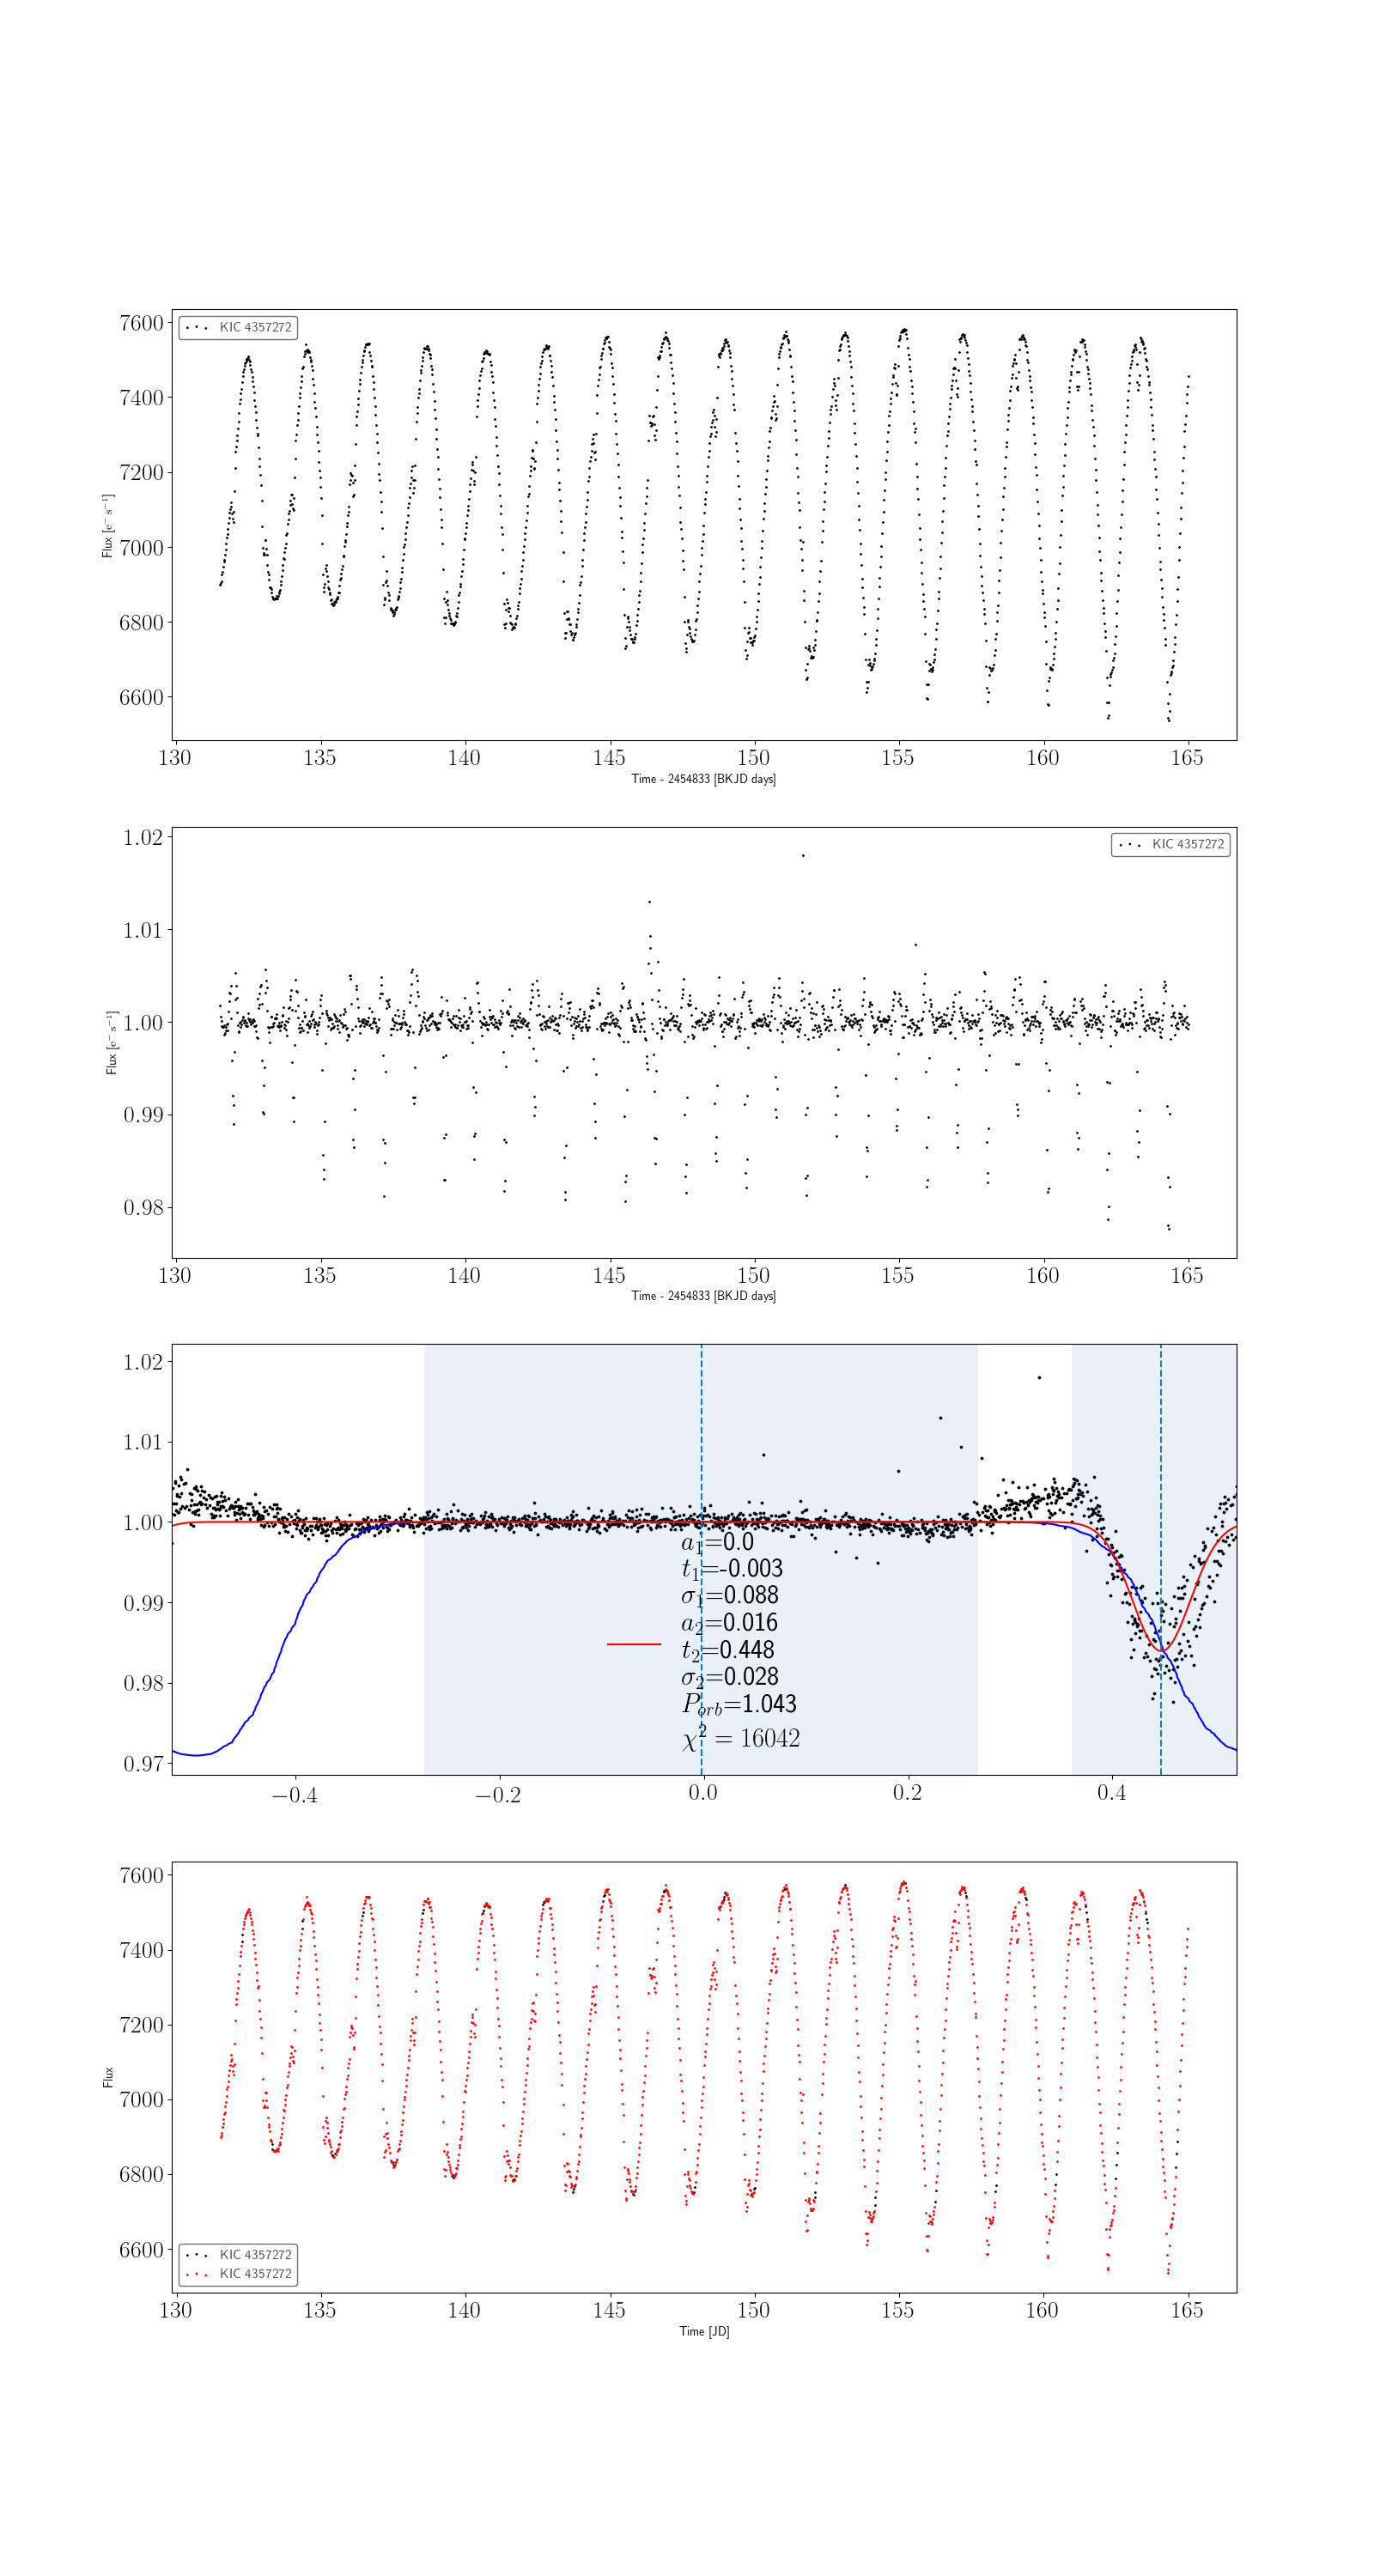 7600
7400
7200
7000
6800
6600
Flux [e⁻ s⁻¹]
KIC 4357272
130 135 140 145 150 155 160 165
Time - 2454833 [BKJD days]
1.02
1.01
1.00
0.99
0.98
Flux [e⁻ s⁻¹]
KIC 4357272
130 135 140 145 150 155 160 165
Time - 2454833 [BKJD days]
1.02
1.01
1.00
0.99
0.98
0.97
a₁=0.0
t₁=-0.003
σ₁=0.088
a₂=0.016
t₂=0.448
σ₂=0.028
P_orb=1.043
χ² = 16042
−0.4 −0.2 0.0 0.2 0.4
7600
7400
7200
7000
6800
6600
Flux
KIC 4357272
KIC 4357272
130 135 140 145 150 155 160 165
Time [JD]